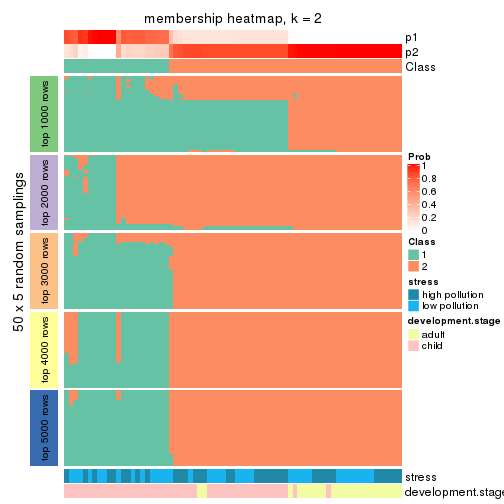 membership heatmap, k = 2
p1
p2
Class
50 x 5 random samplings
top 1000 rows
top 2000 rows
top 3000 rows
top 4000 rows
top 5000 rows
Prob
1
0.8
0.6
0.4
0.2
0
Class
1
2
stress
high pollution
low pollution
development.stage
adult
child
stress
development.stage